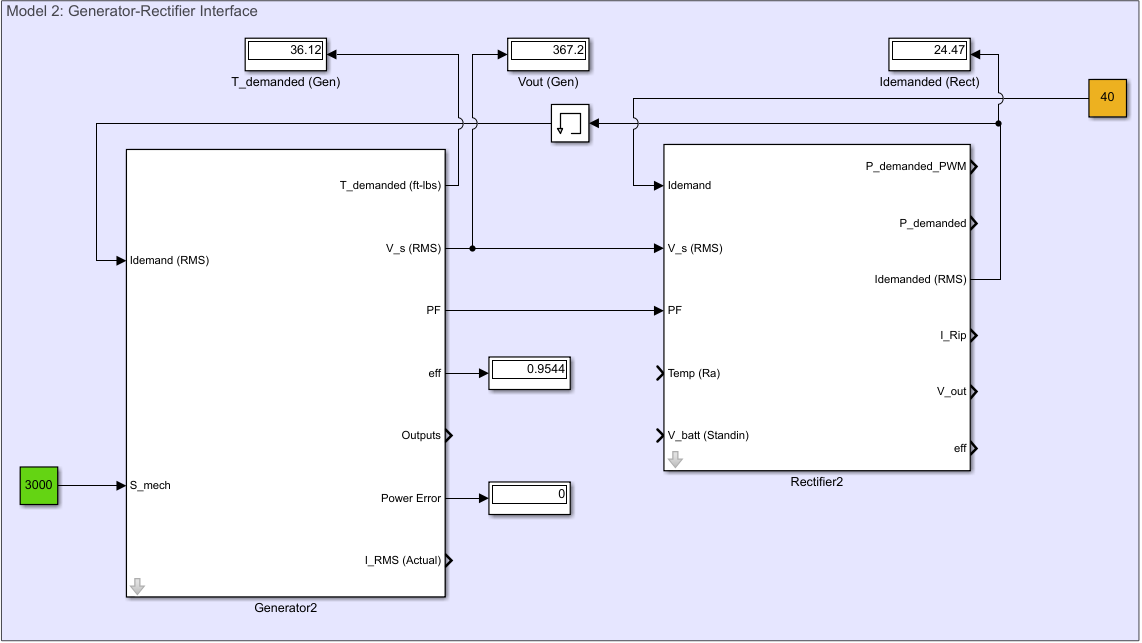 Model 2: Generator-Rectifier Interface
36.12
T_demanded (Gen)
367.2
Vout (Gen)
24.47
Idemanded (Rect)
40
T_demanded (ft-lbs)
V_s (RMS)
Idemand (RMS)
PF
eff
Outputs
S_mech
Power Error
I_RMS (Actual)
Generator2
3000
0.9544
0
P_demanded_PWM
Idemand
P_demanded
V_s (RMS)
Idemanded (RMS)
PF
I_Rip
Temp (Ra)
V_out
V_batt (Standin)
eff
Rectifier2